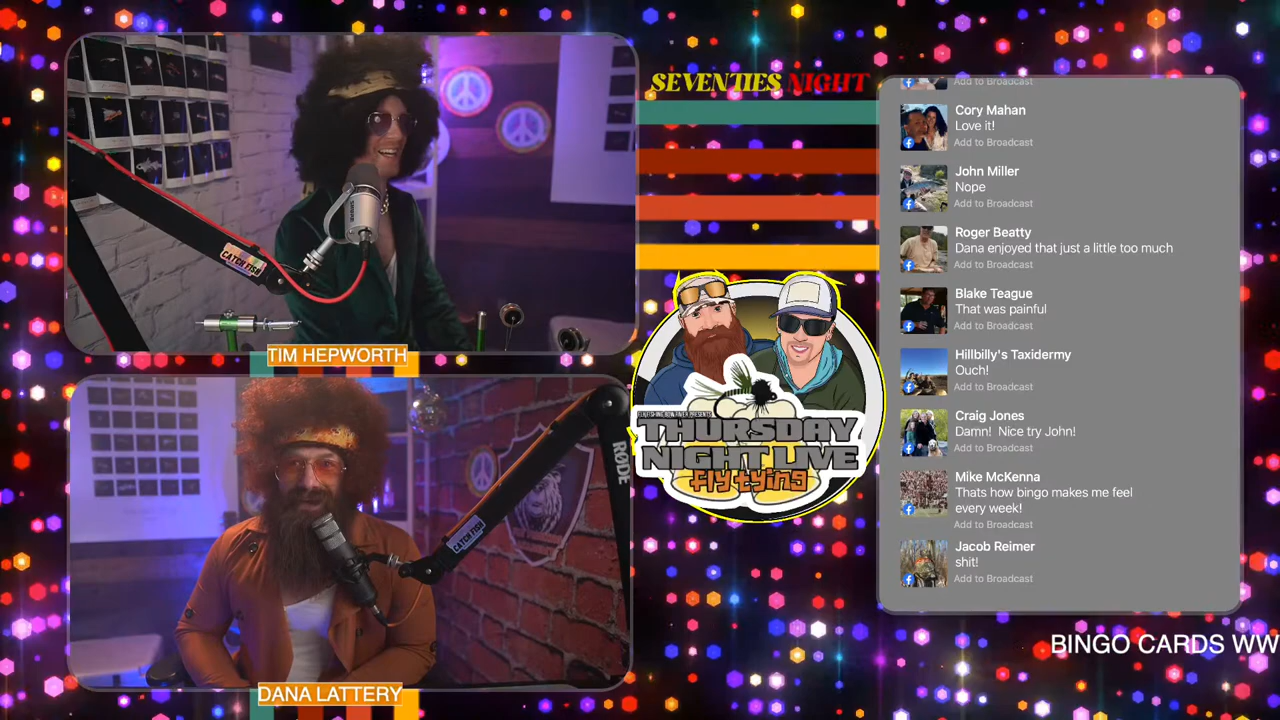 SEVENTIES NIGHT
Add to Broadcast
Cory Mahan
Love it!
Add to Broadcast
John Miller
Nope
Add to Broadcast
Roger Beatty
Dana enjoyed that just a little too much
Add to Broadcast
Blake Teague
That was painful
Add to Broadcast
Hillbilly's Taxidermy
Ouch!
Add to Broadcast
Craig Jones
Damn! Nice try John!
Add to Broadcast
Mike McKenna
Thats how bingo makes me feel
every week!
Add to Broadcast
Jacob Reimer
shit!
Add to Broadcast
CATCH FISH
SHURE
TIM HEPWORTH
THURSDAY
NIGHT LIVE
fly tying
RØDE
CATCH FISH
DANA LATTERY
BINGO CARDS WW